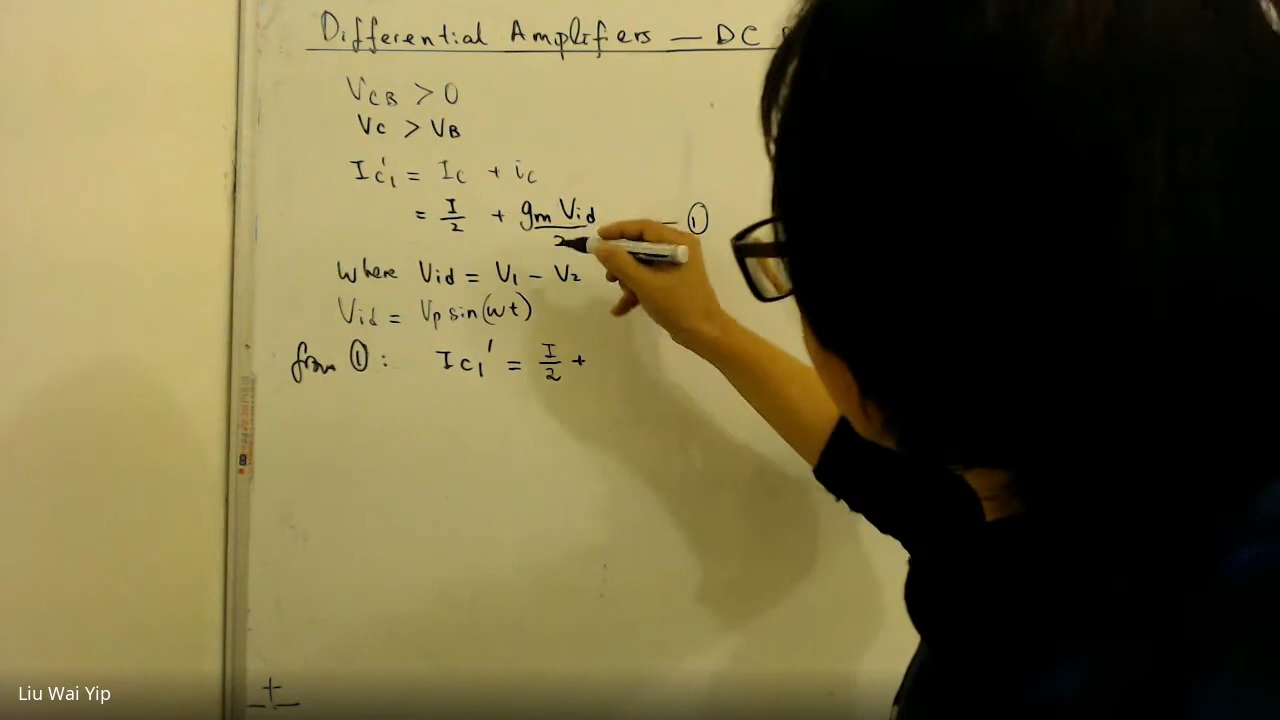 Differential Amplifiers — DC
VCB > 0
VC > VB
IC1' = IC + iC
= I/2 + gm Vid/2 — ①
where Vid = V1 − V2
Vid = Vp sin(ωt)
from ①: IC1' = I/2 +
Liu Wai Yip